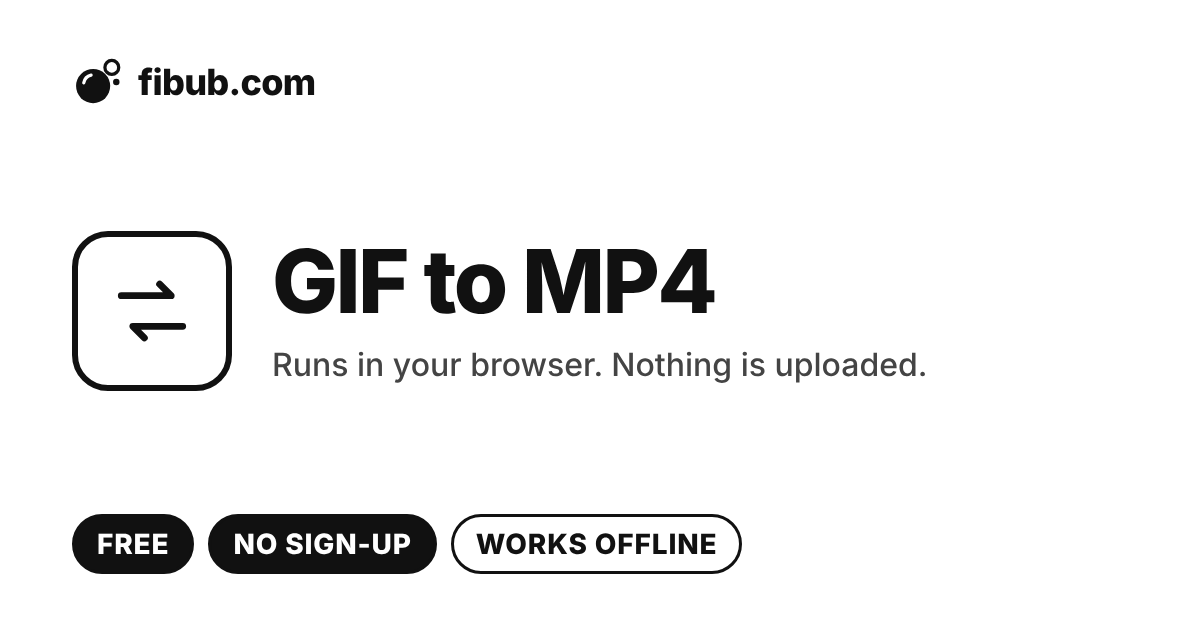 fibub.com
GIF to MP4
Runs in your browser. Nothing is uploaded.
FREE NO SIGN-UP WORKS OFFLINE